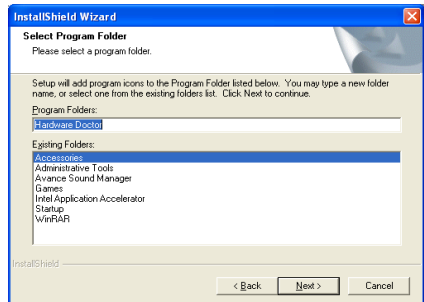 InstallShield Wizard
Select Program Folder
Please select a program folder.
Setup will add program icons to the Program Folder listed below. You may type a new folder
name, or select one from the existing folders list. Click Next to continue.
Program Folders:
Hardware Doctor
Existing Folders:
Accessories
Administrative Tools
Avance Sound Manager
Games
Intel Application Accelerator
Startup
WinRAR
InstallShield
< Back Next > Cancel